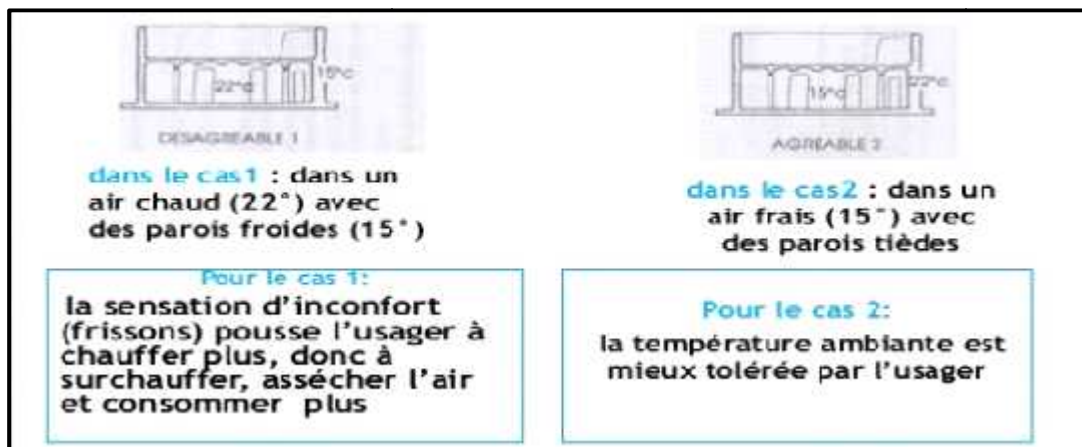 15°c
22°c
DESAGREABLE 1
dans le cas1 : dans un
air chaud (22°) avec
des parois froides (15°)
Pour le cas 1:
la sensation d'inconfort
(frissons) pousse l'usager à
chauffer plus, donc à
surchauffer, assécher l'air
et consommer plus
22°c
15°c
AGREABLE 2
dans le cas2 : dans un
air frais (15°) avec
des parois tièdes
Pour le cas 2:
la température ambiante est
mieux tolérée par l'usager